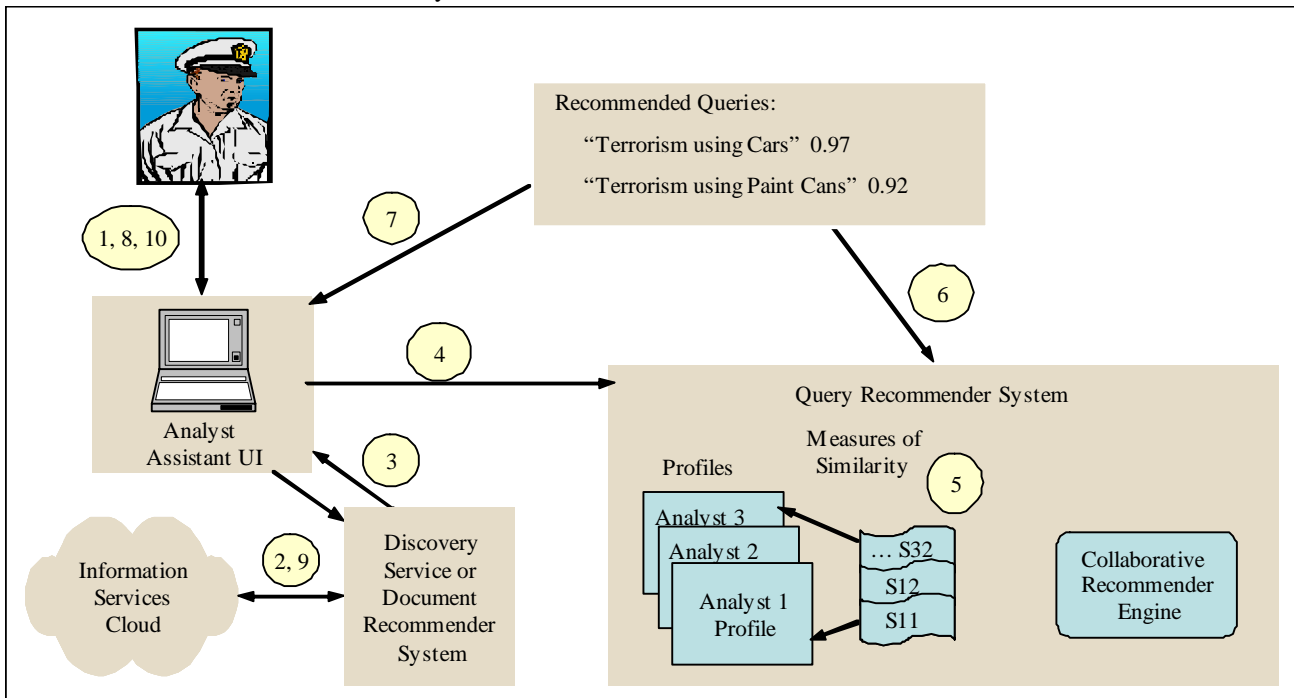 Recommended Queries:
“Terrorism using Cars” 0.97
“Terrorism using Paint Cans” 0.92
7
1, 8, 10
6
4
Analyst
Assistant UI
3
Query Recommender System
Measures of
Similarity
Profiles
5
Analyst 3
Analyst 2
Analyst 1
Profile
… S32
S12
S11
Collaborative
Recommender
Engine
Information
Services
Cloud
2, 9
Discovery
Service or
Document
Recommender
System